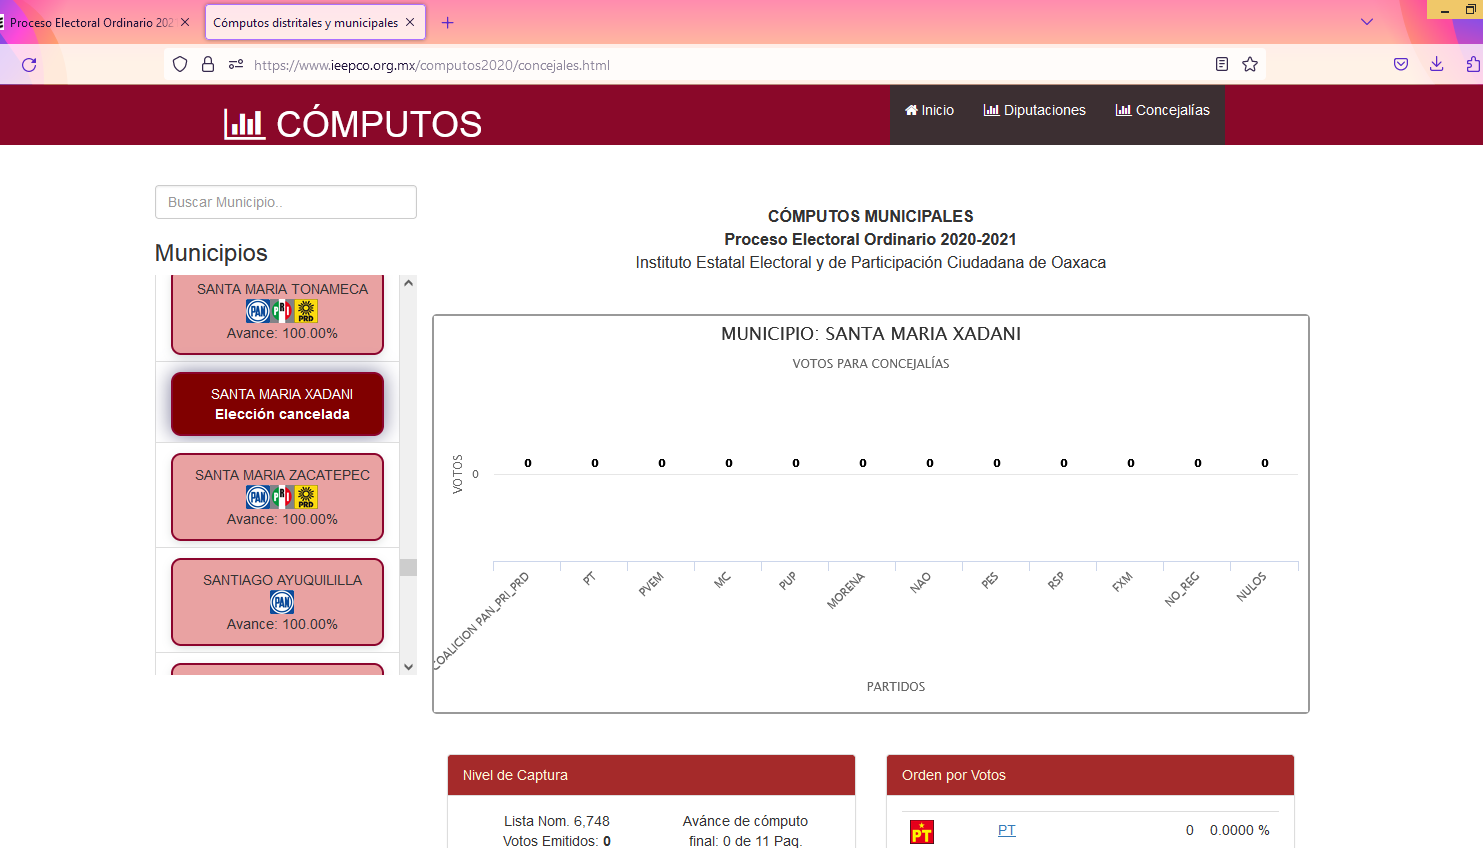 Proceso Electoral Ordinario 202
Cómputos distritales y municipales
https://www.ieepco.org.mx/computos2020/concejales.html
CÓMPUTOS
Inicio
Diputaciones
Concejalías
Buscar Municipio..
Municipios
SANTA MARIA TONAMECA
PAN PRI PRD
Avance: 100.00%
SANTA MARIA XADANI
Elección cancelada
SANTA MARIA ZACATEPEC
PAN PRI PRD
Avance: 100.00%
SANTIAGO AYUQUILILLA
PAN
Avance: 100.00%
CÓMPUTOS MUNICIPALES
Proceso Electoral Ordinario 2020-2021
Instituto Estatal Electoral y de Participación Ciudadana de Oaxaca
MUNICIPIO: SANTA MARIA XADANI
VOTOS PARA CONCEJALÍAS
VOTOS
0
0 0 0 0 0 0 0 0 0 0 0 0
COALICION PAN_PRI_PRD
PT
PVEM
MC
PUP
MORENA
NAO
PES
RSP
FXM
NO_REG
NULOS
PARTIDOS
Nivel de Captura
Lista Nom. 6,748
Votos Emitidos: 0
Avánce de cómputo
final: 0 de 11 Paq.
Orden por Votos
PT PT 0 0.0000 %